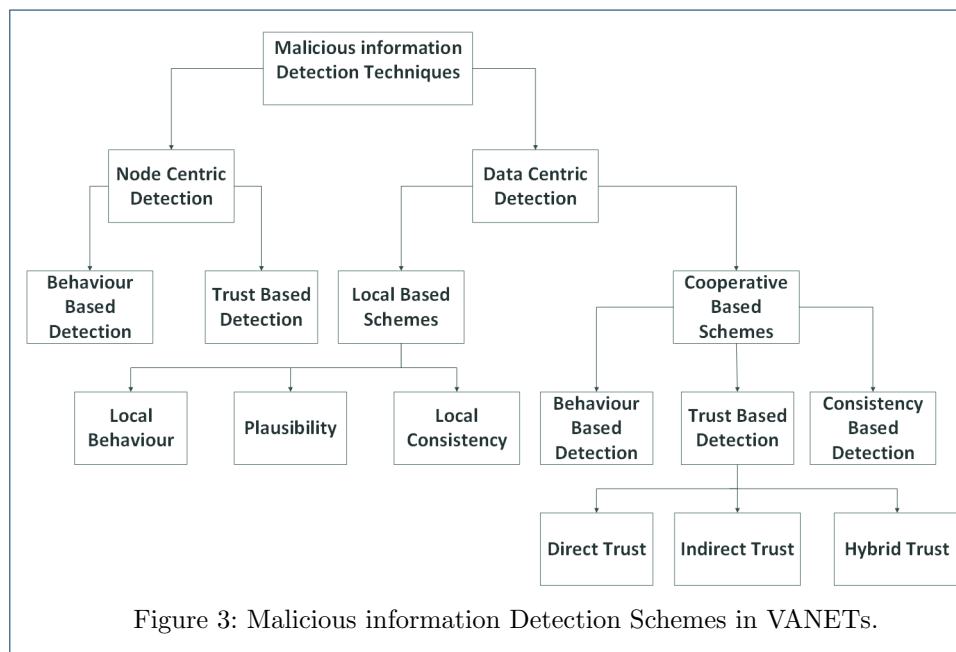 Malicious information
Detection Techniques
Node Centric
Detection
Data Centric
Detection
Behaviour
Based
Detection
Trust Based
Detection
Local Based
Schemes
Cooperative
Based
Schemes
Local
Behaviour
Plausibility
Local
Consistency
Behaviour
Based
Detection
Trust Based
Detection
Consistency
Based
Detection
Direct Trust
Indirect Trust
Hybrid Trust
Figure 3: Malicious information Detection Schemes in VANETs.